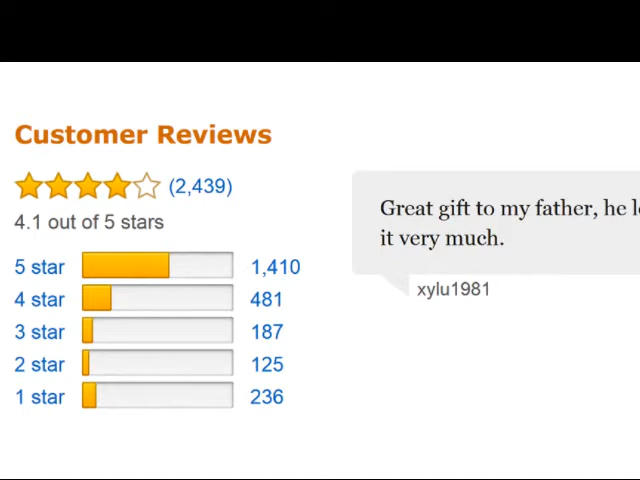 Customer Reviews
(2,439)
4.1 out of 5 stars
5 star 1,410
4 star 481
3 star 187
2 star 125
1 star 236
Great gift to my father, he
it very much.
xylu1981